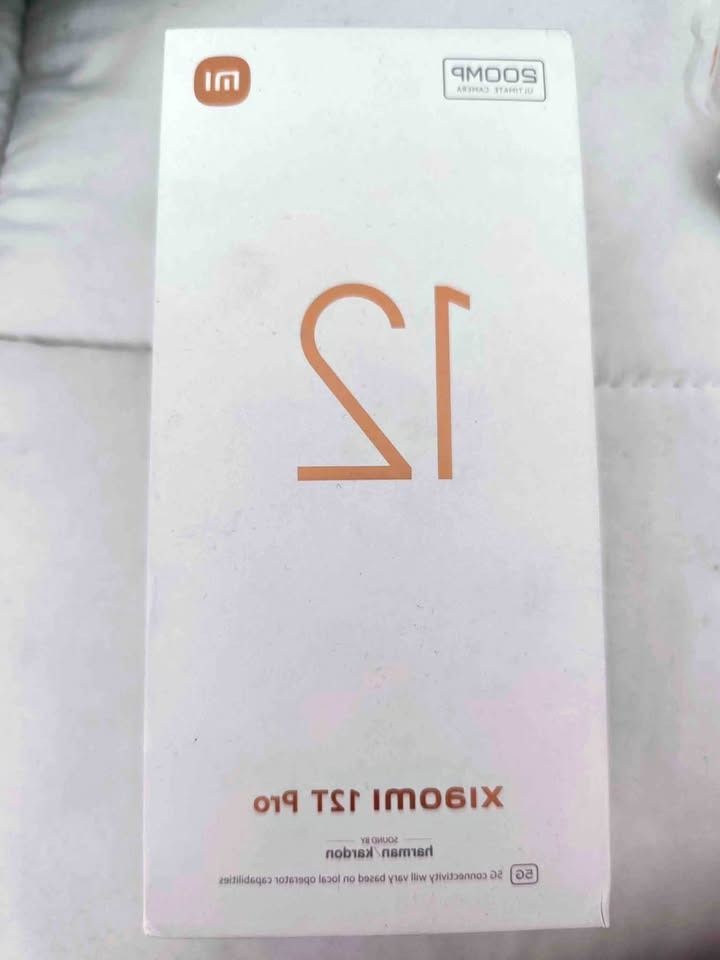 200MP
ULTIMATE CAMERA
mi
12
XIAOMI 12T Pro
SOUND BY
harman/kardon
5G 5G connectivity will vary based on local operator capabilities